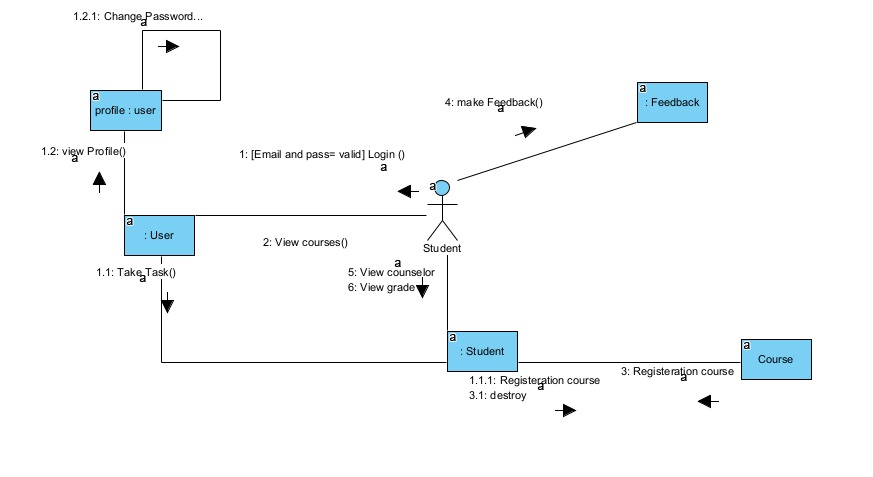 1.2.1: Change Password...
a
a
profile : user
1.2: view Profile()
a
1: [Email and pass= valid] Login ()
a
4: make Feedback()
a
a
: Feedback
a
Student
a
: User
2: View courses()
1.1: Take Task()
a
a
5: View counselor
6: View grade
a
: Student
1.1.1: Registeration course
a
3.1: destroy
3: Registeration course
a
a
Course